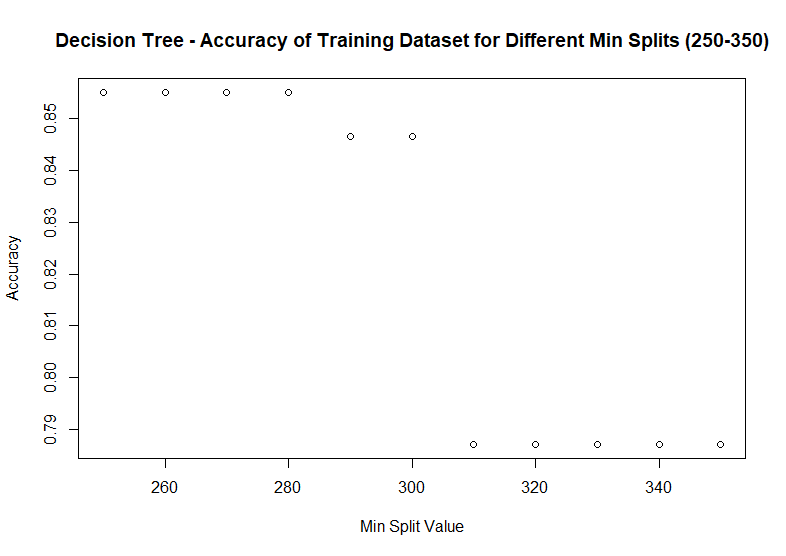 Decision Tree - Accuracy of Training Dataset for Different Min Splits (250-350)
Accuracy
0.85
0.84
0.83
0.82
0.81
0.80
0.79
260 280 300 320 340
Min Split Value